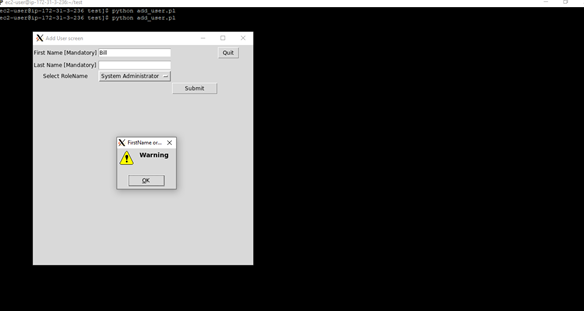 ec2-user@ip-172-31-3-236:~/test
ec2-user@ip-172-31-3-236 test]$ python add_user.pl
ec2-user@ip-172-31-3-236 test]$ python add_user.pl
Add User screen
First Name [Mandatory] Bill Quit
Last Name [Mandatory]
Select RoleName System Administrator
Submit
FirstName or...
Warning
OK